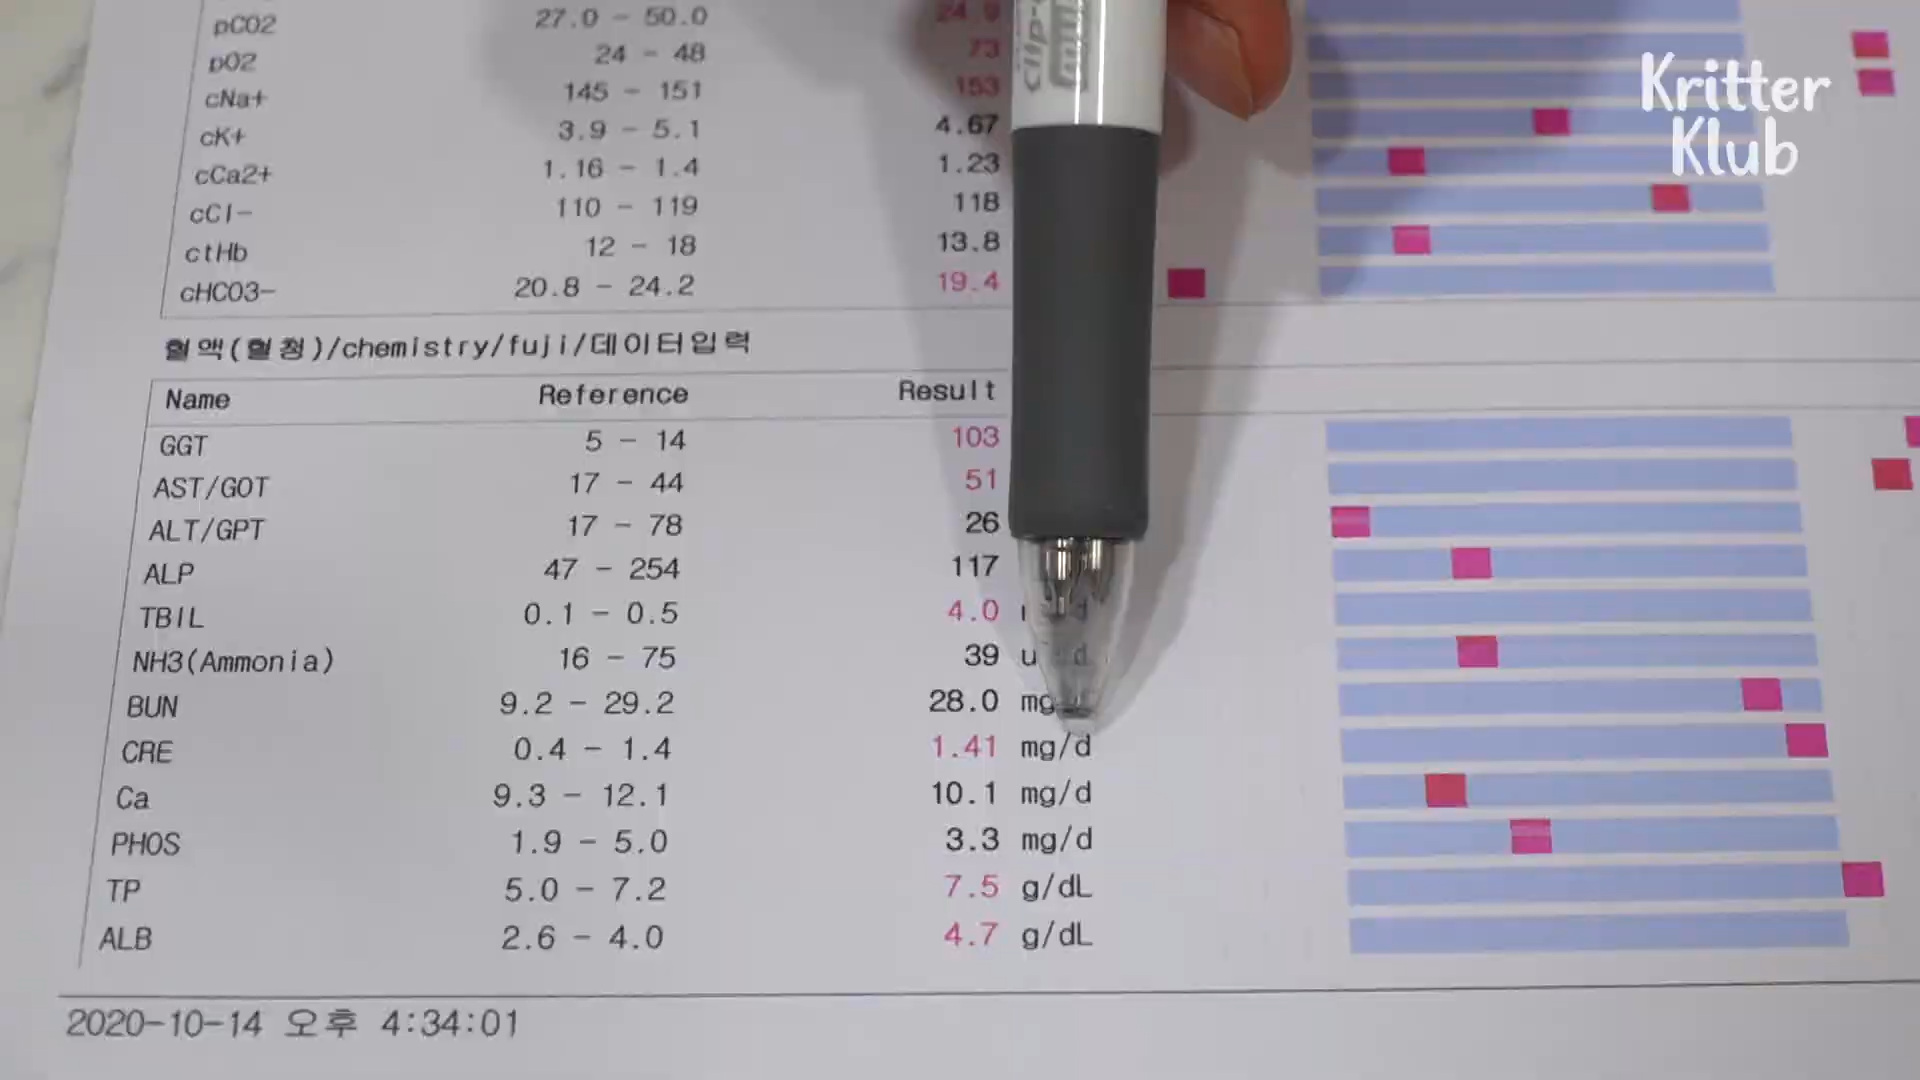 pCO2 27.0 - 50.0 24.9
pO2 24 - 48 73
cNa+ 145 - 151 153
cK+ 3.9 - 5.1 4.67
cCa2+ 1.16 - 1.4 1.23
cCl- 110 - 119 118
ctHb 12 - 18 13.8
cHCO3- 20.8 - 24.2 19.4
혈액(혈청)/chemistry/fuji/데이터입력
Name Reference Result
GGT 5 - 14 103
AST/GOT 17 - 44 51
ALT/GPT 17 - 78 26
ALP 47 - 254 117
TBIL 0.1 - 0.5 4.0
NH3(Ammonia) 16 - 75 39
BUN 9.2 - 29.2 28.0 mg
CRE 0.4 - 1.4 1.41 mg/d
Ca 9.3 - 12.1 10.1 mg/d
PHOS 1.9 - 5.0 3.3 mg/d
TP 5.0 - 7.2 7.5 g/dL
ALB 2.6 - 4.0 4.7 g/dL
2020-10-14 오후 4:34:01
Kritter
Klub